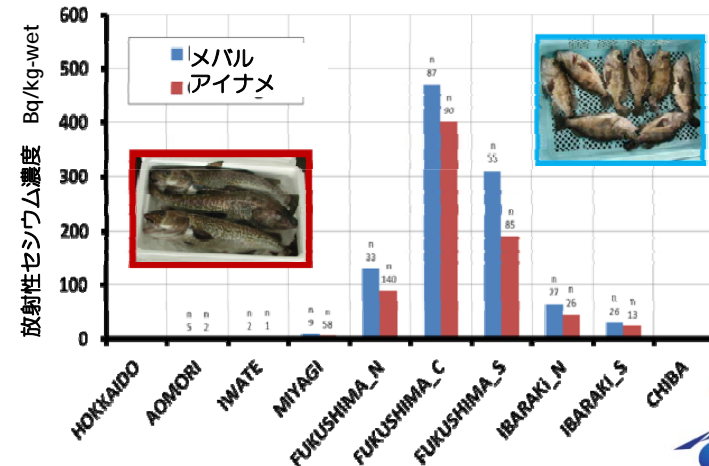 放射性セシウム濃度 Bq/kg-wet
600
500
400
300
200
100
0
メバル
アイナメ
n 5
n 2
n 2
n 1
n 9
n 58
n 33
n 140
n 87
n 90
n 55
n 85
n 27
n 26
n 26
n 13
HOKKAIDO
AOMORI
IWATE
MIYAGI
FUKUSHIMA_N
FUKUSHIMA_C
FUKUSHIMA_S
IBARAKI_N
IBARAKI_S
CHIBA